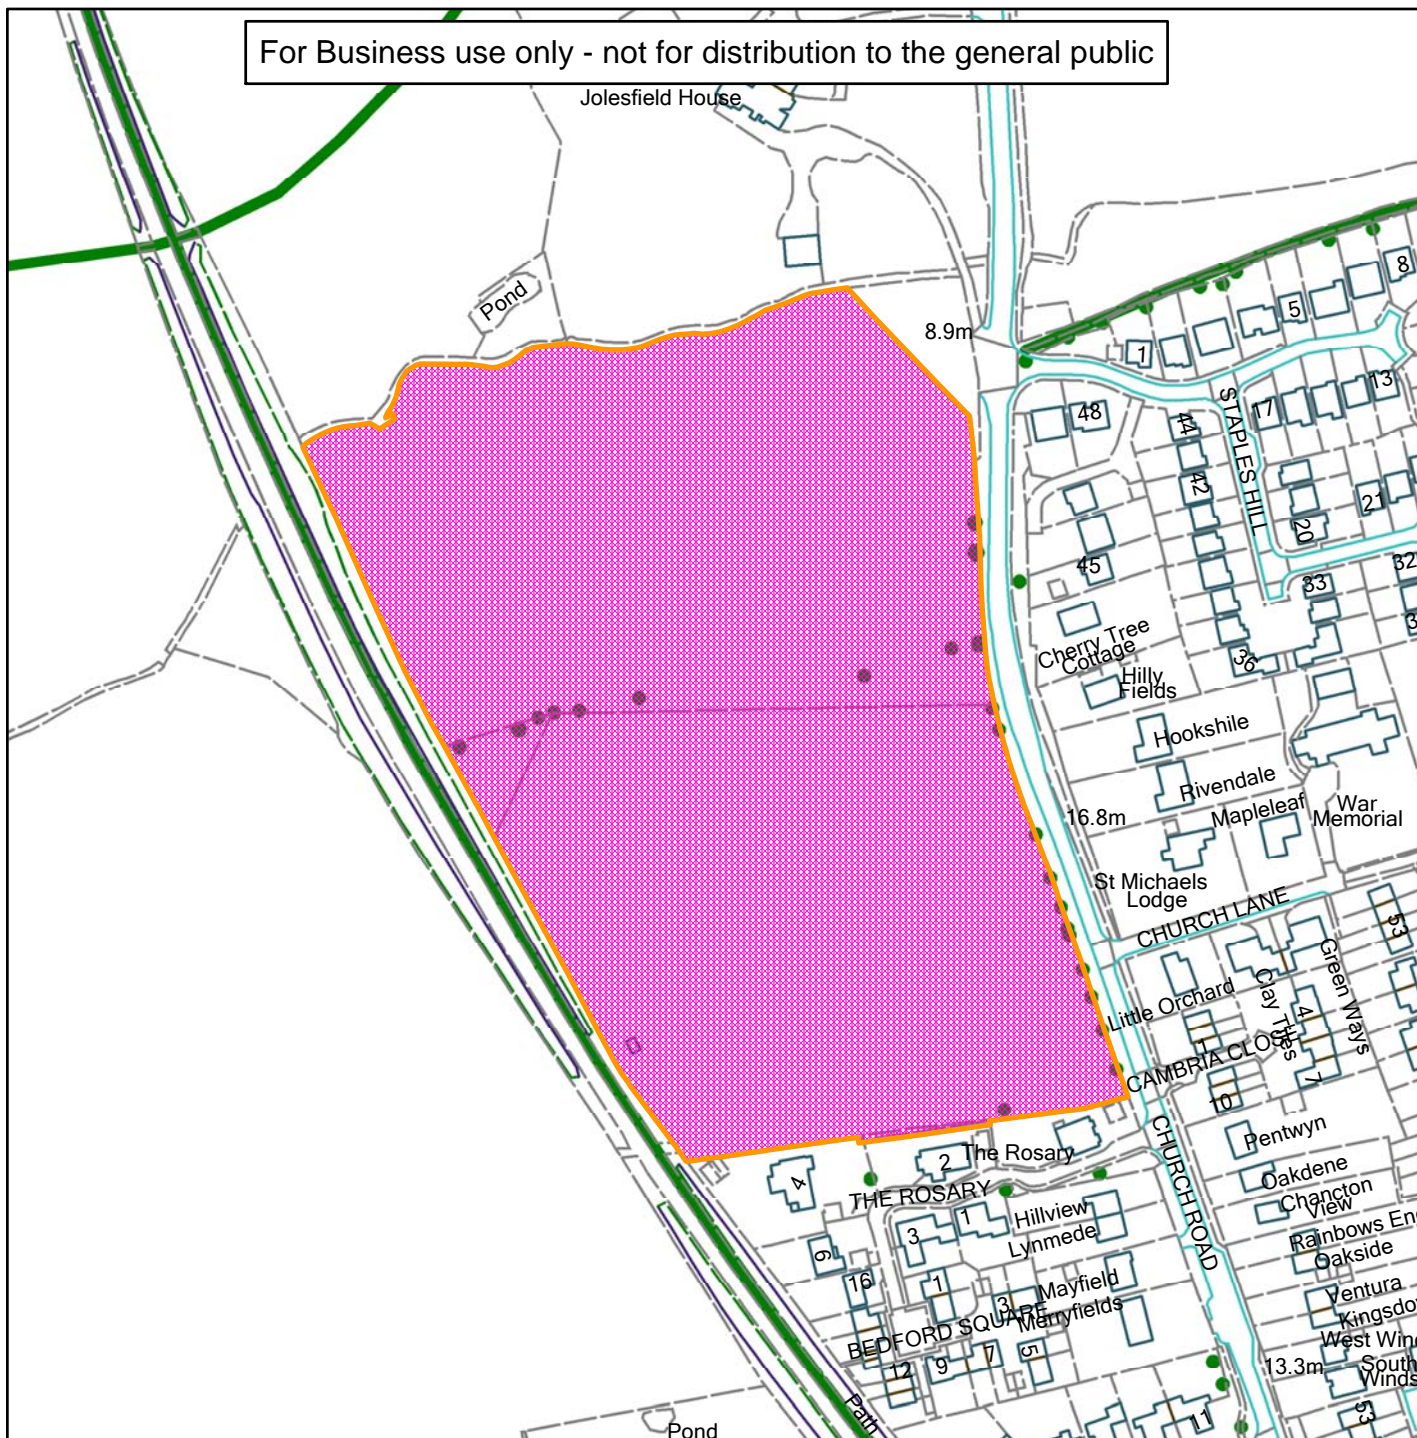 For Business use only - not for distribution to the general public
Jolesfield House
Pond
8.9m
8
5
1
13
17
48
44
STAPLES HILL
42
21
20
45
32
33
Cherry Tree
Cottage
36
Hilly
Fields
Hookshile
Rivendale
Mapleleaf
War
Memorial
16.8m
St Michaels
Lodge
CHURCH LANE
53
Green Ways
Clay Tiles
Little Orchard
4
1
CAMBRIA CLOSE
7
10
CHURCH ROAD
Pentwyn
The Rosary
2
4
THE ROSARY
Oakdene
Chancton
View
1
Hillview
3
Lynmede
Rainbows End
6
Oakside
16
1
Mayfield
3
Merryfields
Ventura
BEDFORD SQUARE
West Wind
5
7
9
12
13.3m
South
Winds
Path
11
53
Pond